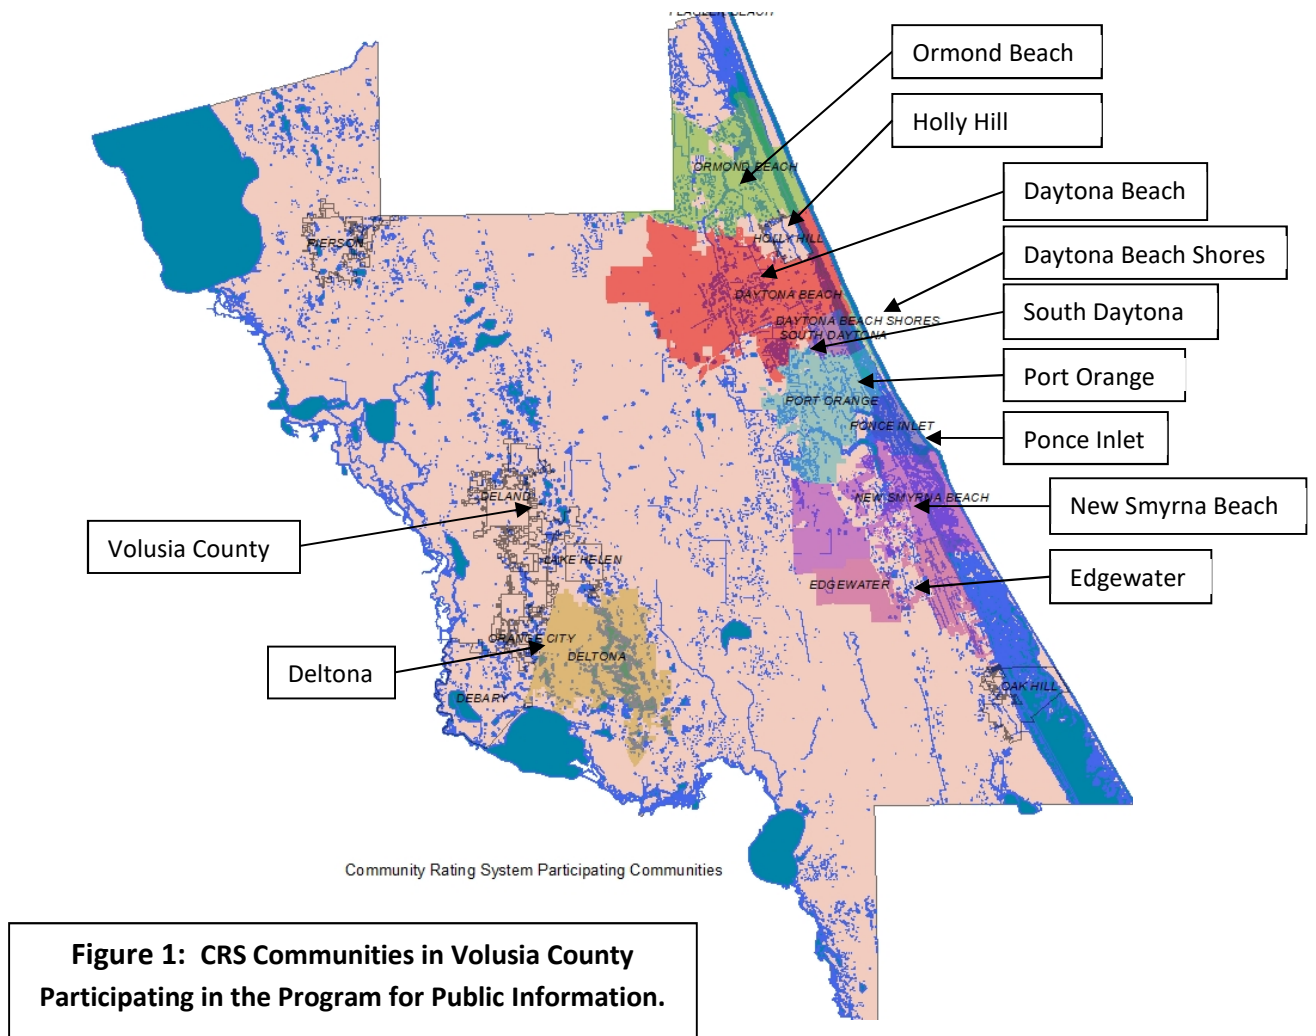 FLAGLER BEACH
Ormond Beach
Holly Hill
ORMOND BEACH
Daytona Beach
PIERSON
HOLLY HILL
Daytona Beach Shores
DAYTONA BEACH
South Daytona
DAYTONA BEACH SHORES
SOUTH DAYTONA
Port Orange
PORT ORANGE
PONCE INLET
Ponce Inlet
DELAND
NEW SMYRNA BEACH
New Smyrna Beach
Volusia County
LAKE HELEN
EDGEWATER
Edgewater
ORANGE CITY
DELTONA
Deltona
DEBARY
OAK HILL
Community Rating System Participating Communities
Figure 1: CRS Communities in Volusia County
Participating in the Program for Public Information.